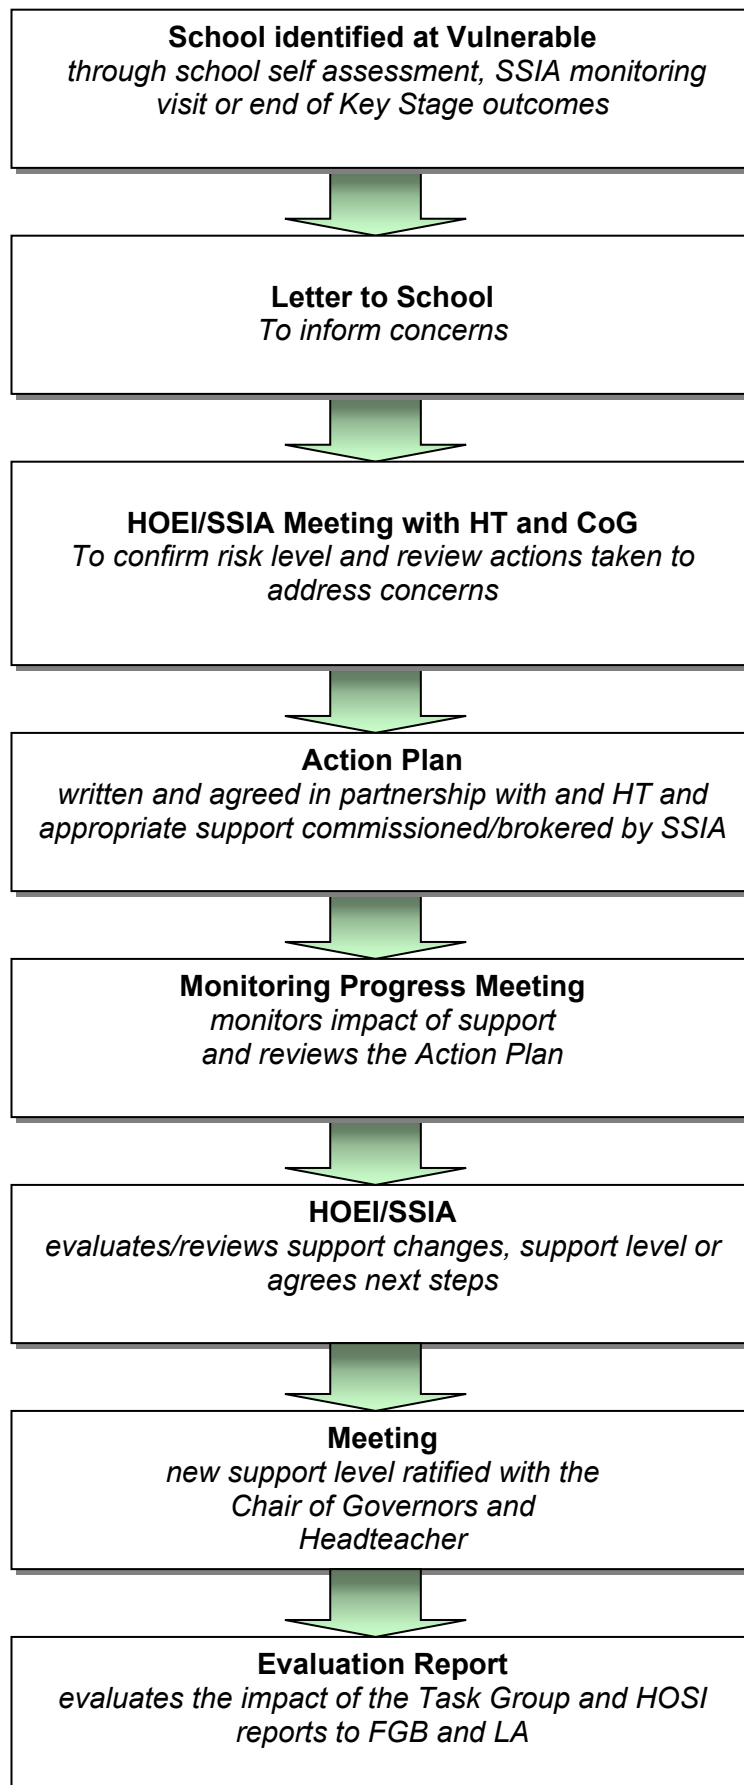 School identified at Vulnerable
through school self assessment, SSIA monitoring
visit or end of Key Stage outcomes
Letter to School
To inform concerns
HOEI/SSIA Meeting with HT and CoG
To confirm risk level and review actions taken to
address concerns
Action Plan
written and agreed in partnership with and HT and
appropriate support commissioned/brokered by SSIA
Monitoring Progress Meeting
monitors impact of support
and reviews the Action Plan
HOEI/SSIA
evaluates/reviews support changes, support level or
agrees next steps
Meeting
new support level ratified with the
Chair of Governors and
Headteacher
Evaluation Report
evaluates the impact of the Task Group and HOSI
reports to FGB and LA